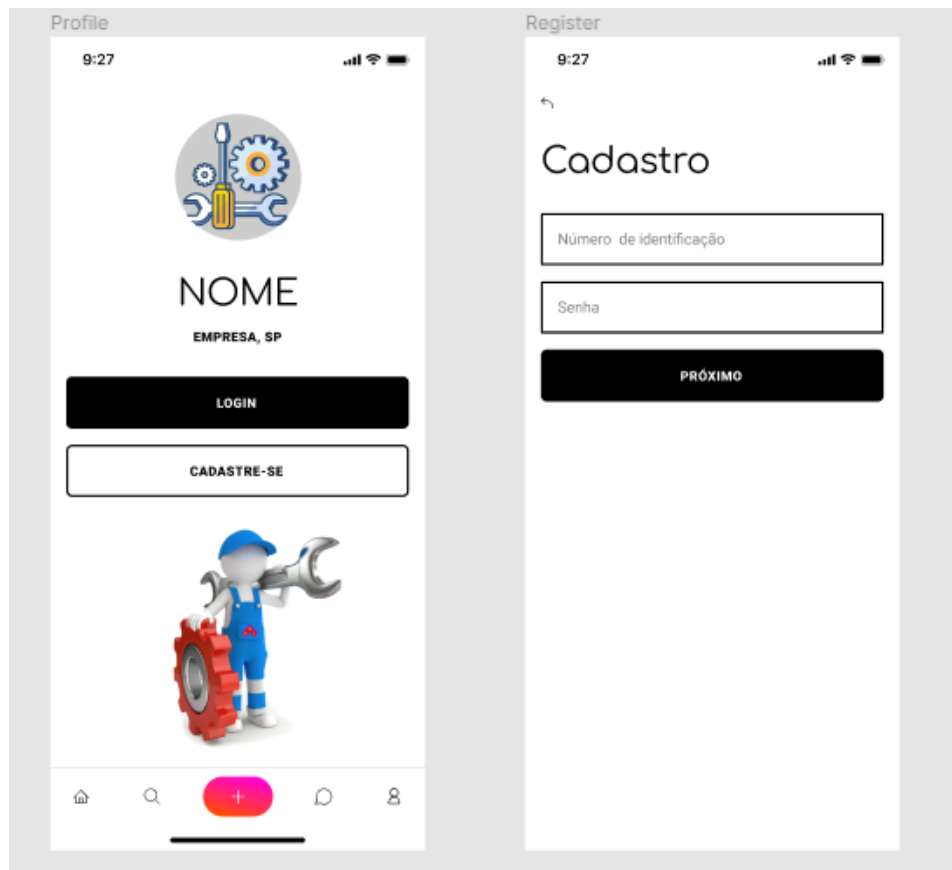 Profile
9:27
NOME
EMPRESA, SP
LOGIN
CADASTRE-SE
Register
9:27
Cadastro
Número de identificação
Senha
PRÓXIMO